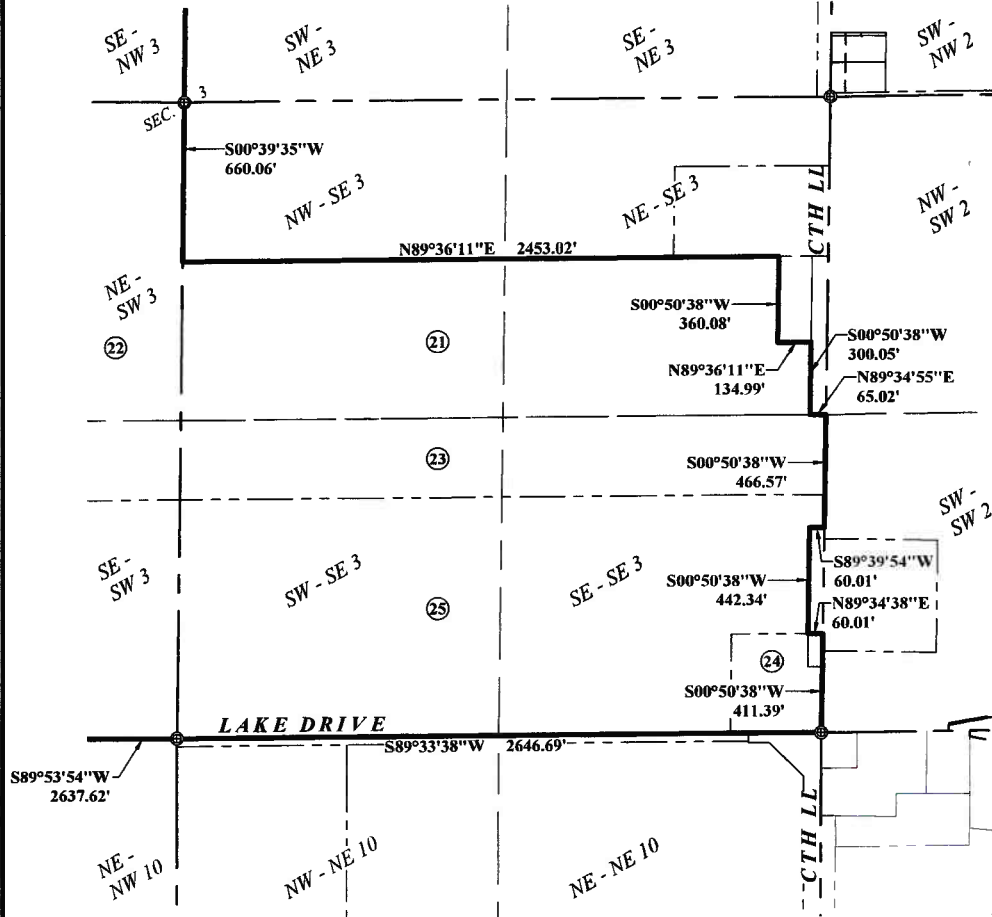 SE -
NW 3
SW -
NE 3
SE -
NE 3
SW -
NW 2
SEC. 3
S00°39'35"W
660.06'
NW - SE 3
NE - SE 3
CTH LL
NW -
SW 2
N89°36'11"E 2453.02'
NE -
SW 3
S00°50'38"W
360.08'
22
21
S00°50'38"W
300.05'
N89°36'11"E
134.99'
N89°34'55"E
65.02'
23
S00°50'38"W
466.57'
SW -
SW 2
SE -
SW 3
SW - SE 3
SE - SE 3
S89°39'54"W
60.01'
S00°50'38"W
442.34'
N89°34'38"E
60.01'
25
24
S00°50'38"W
411.39'
LAKE DRIVE
S89°33'38"W 2646.69'
S89°53'54"W
2637.62'
CTH LL
NE -
NW 10
NW - NE 10
NE - NE 10